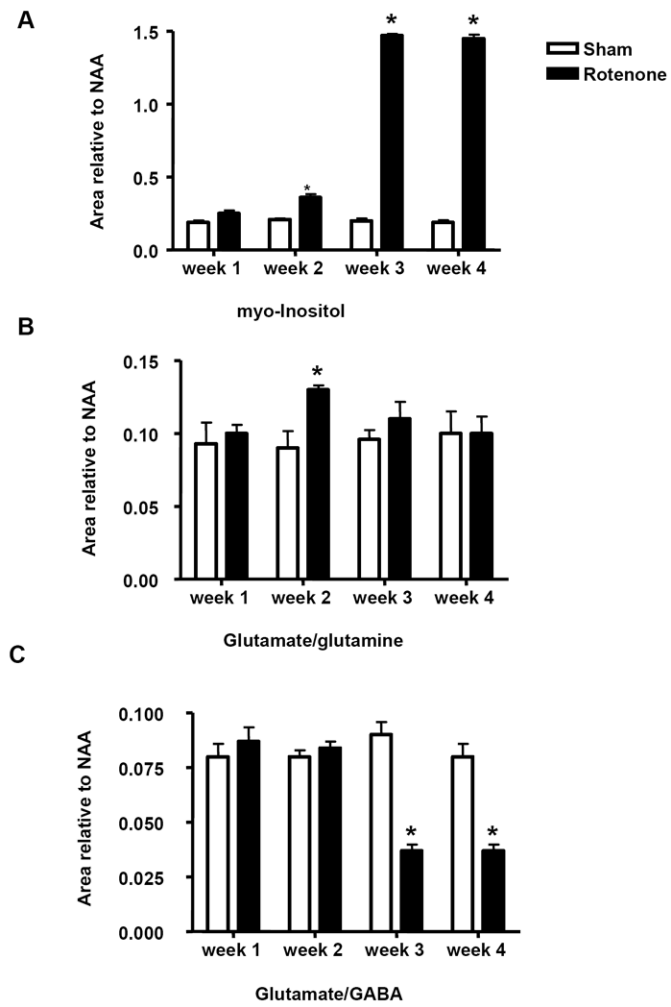 A
Area relative to NAA
1.5
1.0
0.5
0.0
*
*
*
week 1 week 2 week 3 week 4
myo-Inositol
Sham
Rotenone
B
Area relative to NAA
0.15
0.10
0.05
0.00
*
week 1 week 2 week 3 week 4
Glutamate/glutamine
C
Area relative to NAA
0.100
0.075
0.050
0.025
0.000
*
*
week 1 week 2 week 3 week 4
Glutamate/GABA